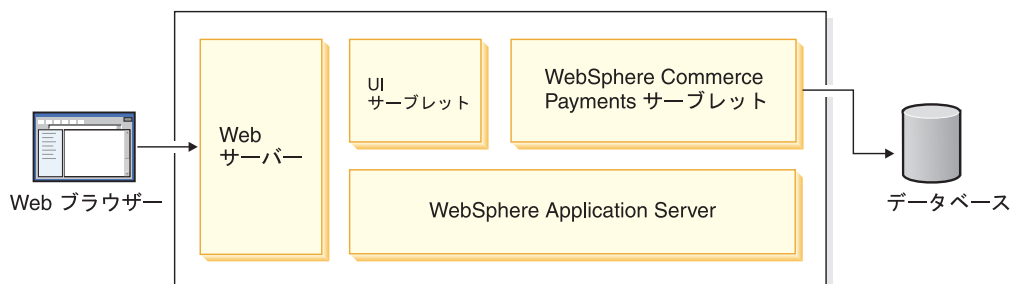 Web ブラウザー
Web
サーバー
UI
サーブレット
WebSphere Commerce
Payments サーブレット
WebSphere Application Server
データベース